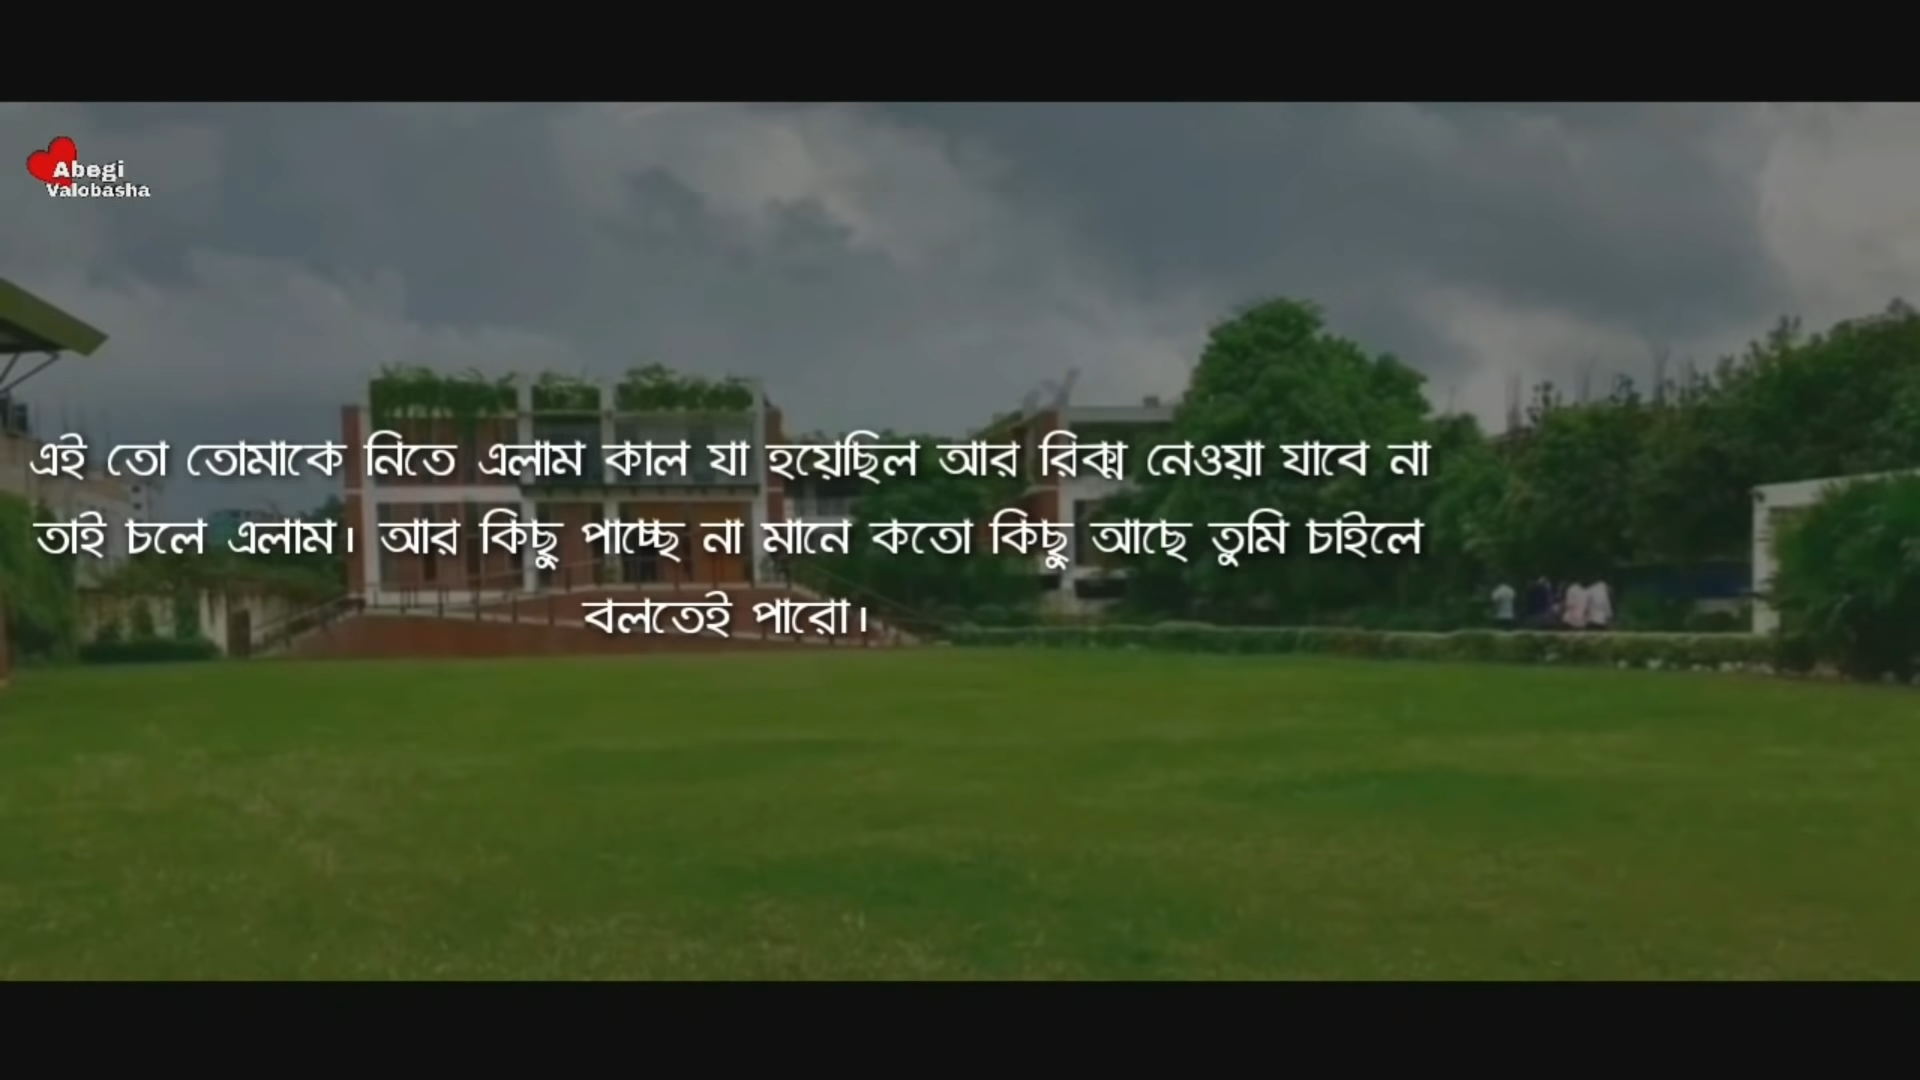 Abegi
Valobasha
এই তো তোমাকে নিতে এলাম কাল যা হয়েছিল আর রিক্স নেওয়া যাবে না
তাই চলে এলাম। আর কিছু পাচ্ছে না মানে কতো কিছু আছে তুমি চাইলে
বলতেই পারো।